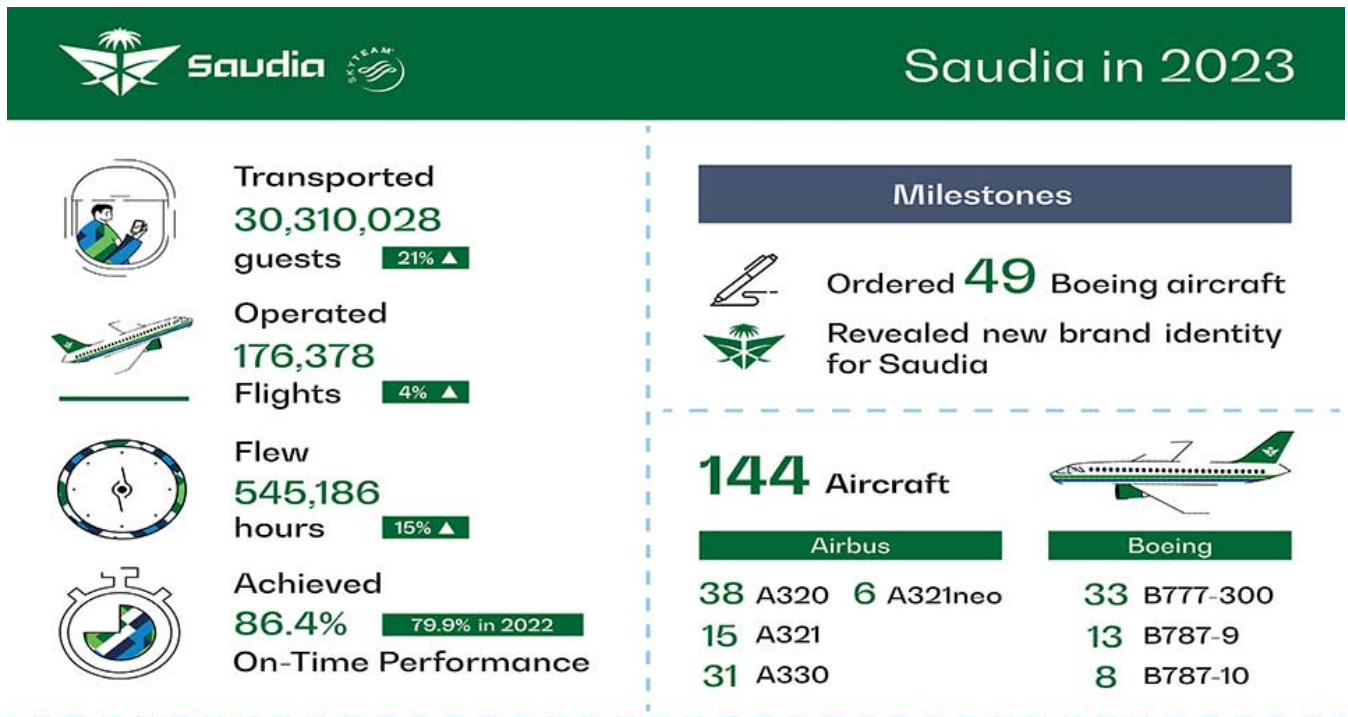 Saudia
SKYTEAM
Saudia in 2023
Transported
30,310,028
guests 21% ▲
Operated
176,378
Flights 4% ▲
Flew
545,186
hours 15% ▲
Achieved
86.4% 79.9% in 2022
On-Time Performance
Milestones
Ordered 49 Boeing aircraft
Revealed new brand identity
for Saudia
144 Aircraft
Airbus
38 A320 6 A321neo
15 A321
31 A330
Boeing
33 B777-300
13 B787-9
8 B787-10